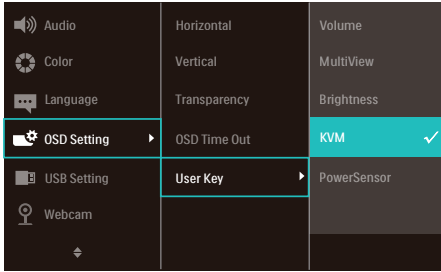 Audio
Color
Language
OSD Setting
USB Setting
Webcam
Horizontal
Vertical
Transparency
OSD Time Out
User Key
Volume
MultiView
Brightness
KVM
PowerSensor